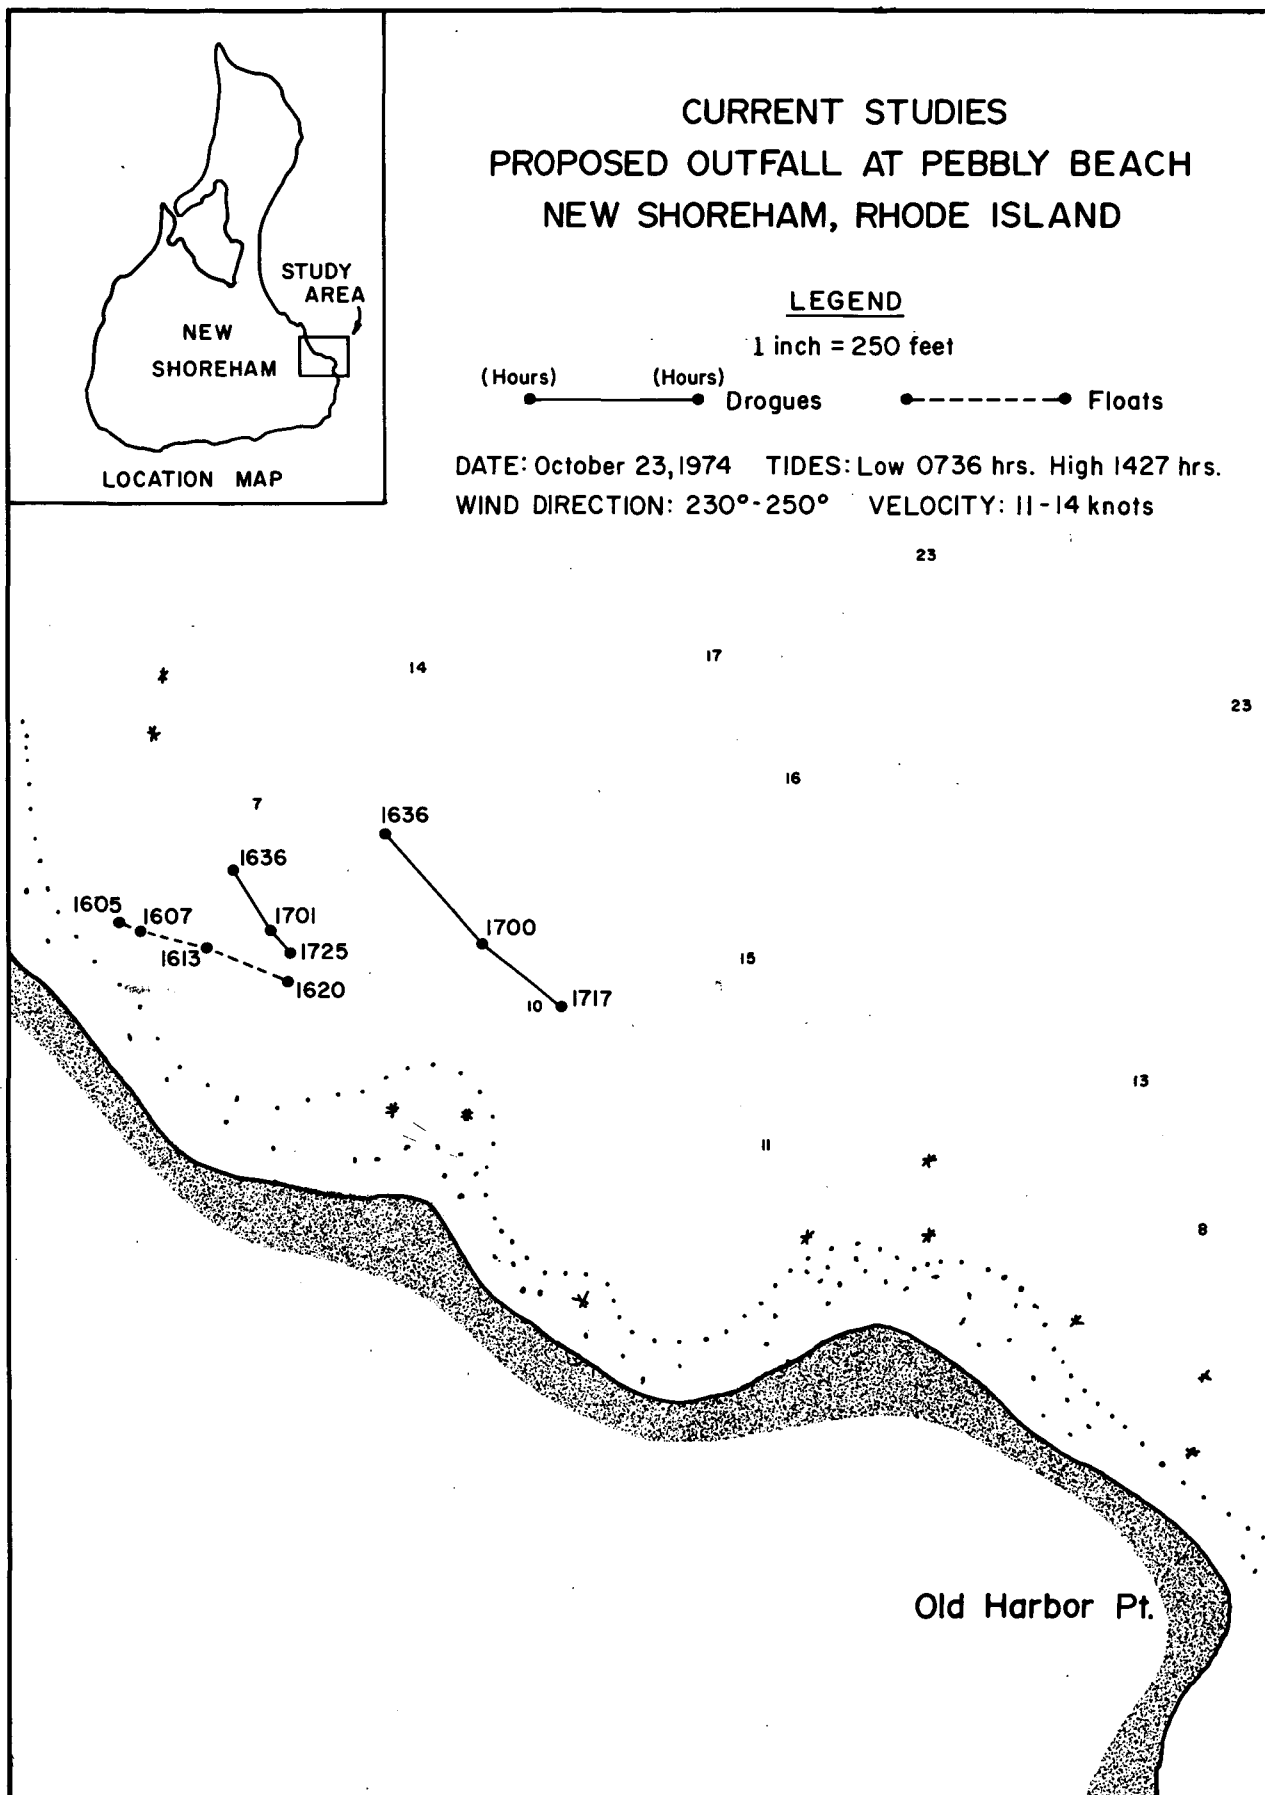 CURRENT STUDIES
PROPOSED OUTFALL AT PEBBLY BEACH
NEW SHOREHAM, RHODE ISLAND
STUDY
AREA
NEW
SHOREHAM
LOCATION MAP
LEGEND
1 inch = 250 feet
(Hours) (Hours)
Drogues Floats
DATE: October 23, 1974 TIDES: Low 0736 hrs. High 1427 hrs.
WIND DIRECTION: 230°-250° VELOCITY: 11-14 knots
23
14
17
23
16
7
1636
1636
1605
1607
1701
1700
1613
1725
15
1620
10
1717
13
11
8
Old Harbor Pt.